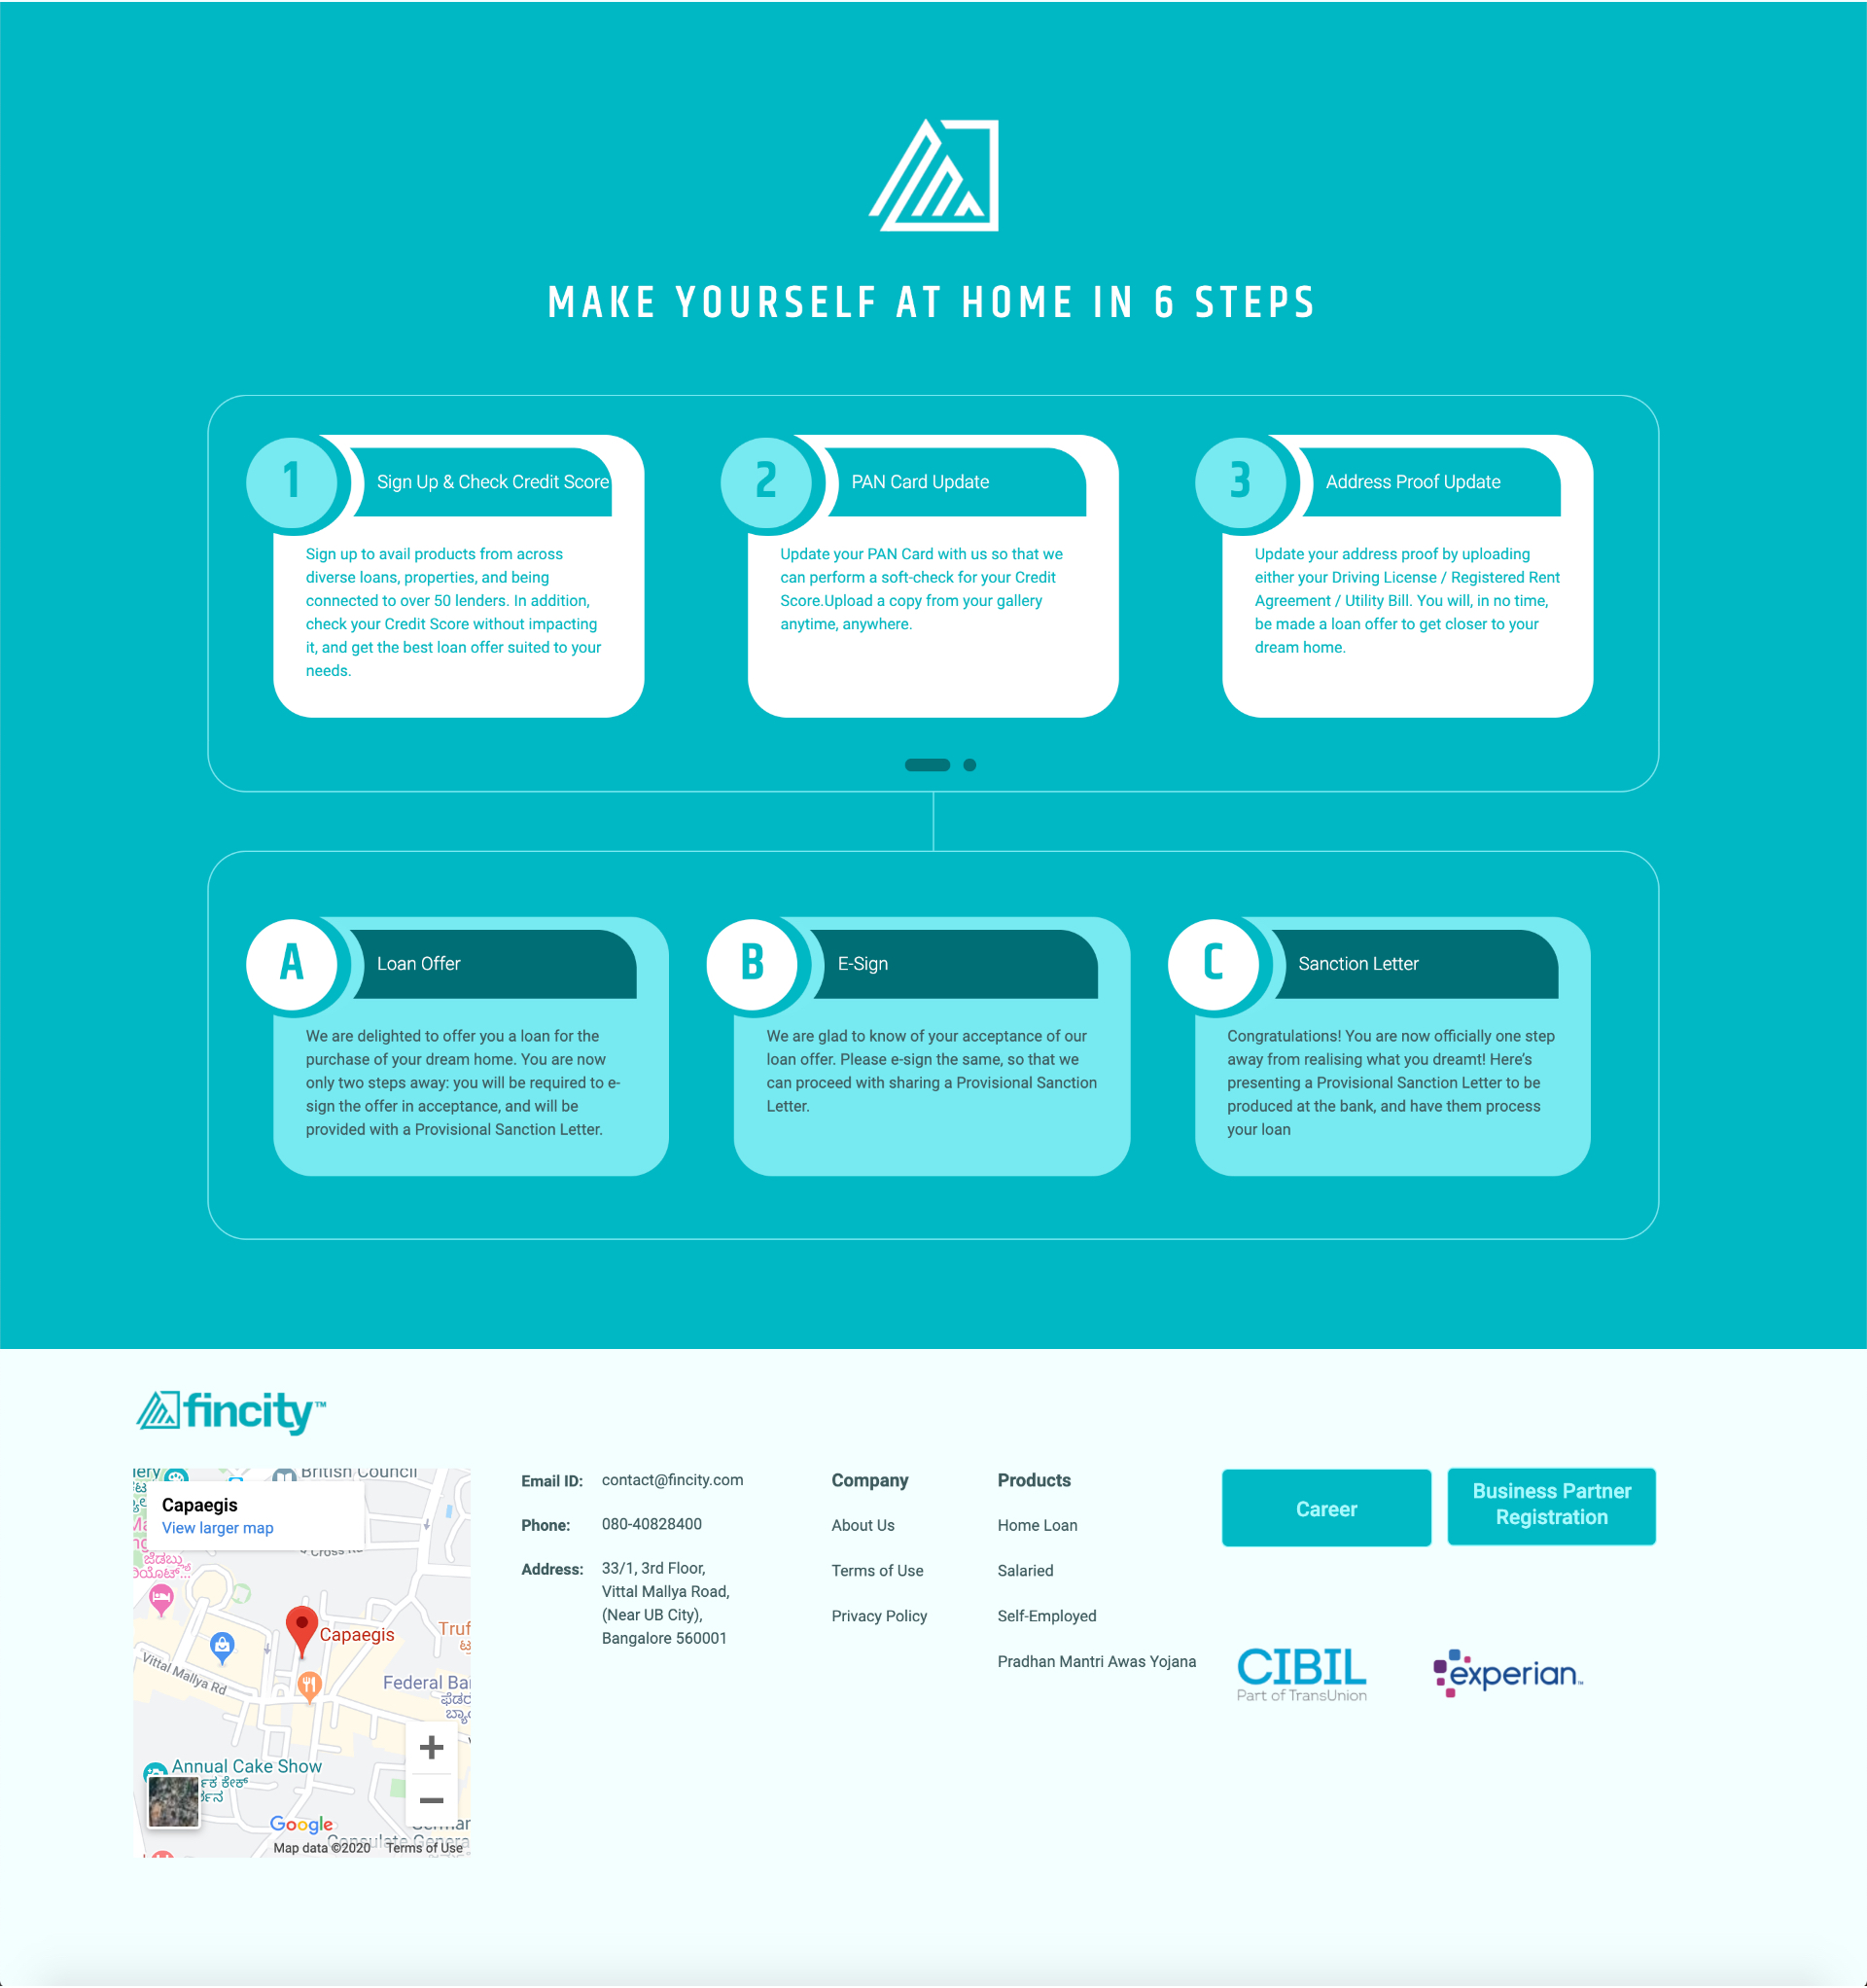 MAKE YOURSELF AT HOME IN 6 STEPS
1
Sign Up & Check Credit Score
Sign up to avail products from across
diverse loans, properties, and being
connected to over 50 lenders. In addition,
check your Credit Score without impacting
it, and get the best loan offer suited to your
needs.
2
PAN Card Update
Update your PAN Card with us so that we
can perform a soft-check for your Credit
Score.Upload a copy from your gallery
anytime, anywhere.
3
Address Proof Update
Update your address proof by uploading
either your Driving License / Registered Rent
Agreement / Utility Bill. You will, in no time,
be made a loan offer to get closer to your
dream home.
A
Loan Offer
We are delighted to offer you a loan for the
purchase of your dream home. You are now
only two steps away: you will be required to e-
sign the offer in acceptance, and will be
provided with a Provisional Sanction Letter.
B
E-Sign
We are glad to know of your acceptance of our
loan offer. Please e-sign the same, so that we
can proceed with sharing a Provisional Sanction
Letter.
C
Sanction Letter
Congratulations! You are now officially one step
away from realising what you dreamt! Here's
presenting a Provisional Sanction Letter to be
produced at the bank, and have them process
your loan
fincity™
British Council
Capaegis
View larger map
Cross
ಜೆಡಬ್ಲ್ಯು
Capaegis
Vittal Mallya Rd
Federal
Annual Cake Show
ಕೇಕ್
Google
Consulate
Map data ©2020 Terms of Use
Email ID: contact@fincity.com
Phone: 080-40828400
Address: 33/1, 3rd Floor,
Vittal Mallya Road,
(Near UB City),
Bangalore 560001
Company
About Us
Terms of Use
Privacy Policy
Products
Home Loan
Salaried
Self-Employed
Pradhan Mantri Awas Yojana
Career
Business Partner
Registration
CIBIL
Part of TransUnion
experian™